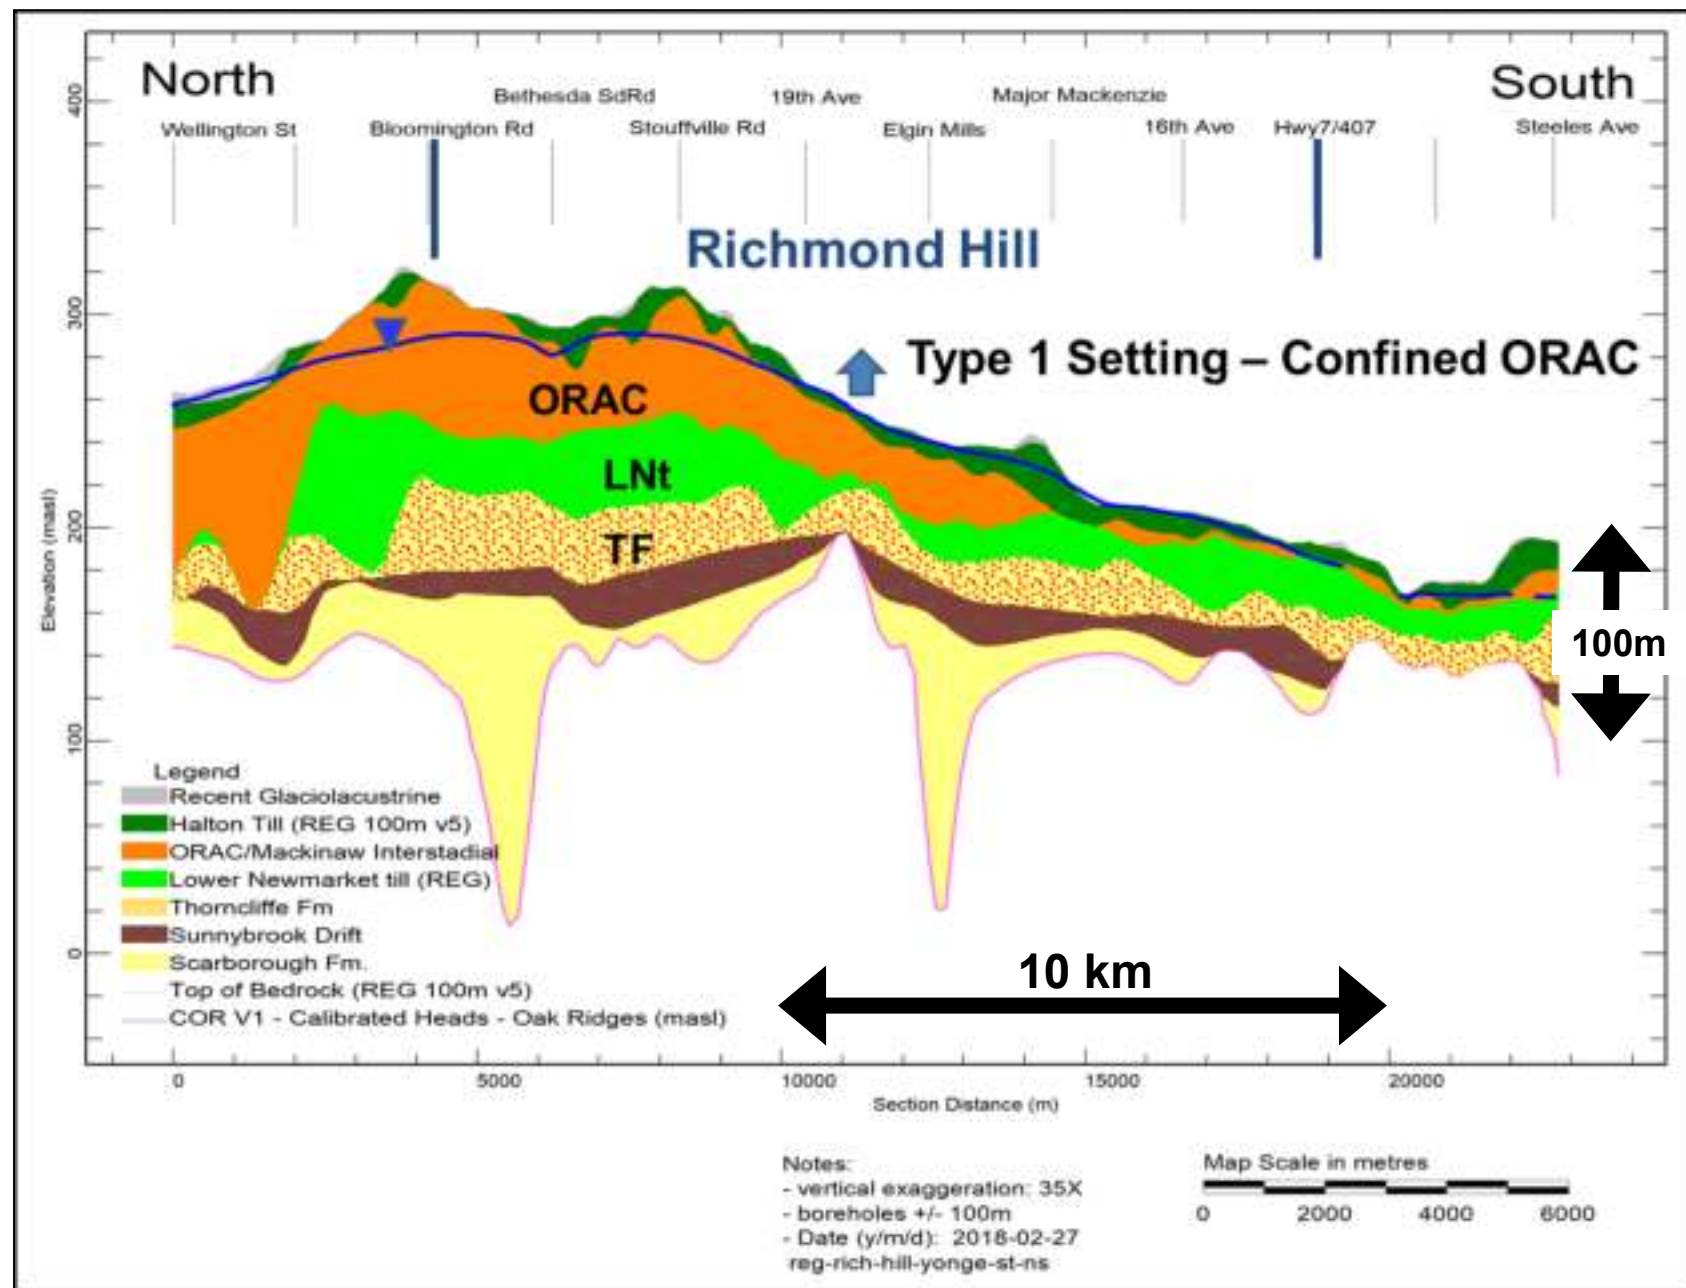 North
South
Bethesda SdRd
19th Ave
Major Mackenzie
Wellington St
Bloomington Rd
Stouffville Rd
Elgin Mills
16th Ave
Hwy7/407
Steeles Ave
Richmond Hill
Type 1 Setting – Confined ORAC
ORAC
LNt
TF
Elevation (masl)
400
300
200
100
0
100m
10 km
Legend
Recent Glaciolacustrine
Halton Till (REG 100m v5)
ORAC/Mackinaw Interstadial
Lower Newmarket till (REG)
Thorncliffe Fm
Sunnybrook Drift
Scarborough Fm.
Top of Bedrock (REG 100m v5)
COR V1 - Calibrated Heads - Oak Ridges (masl)
0 5000 10000 15000 20000
Section Distance (m)
Notes:
- vertical exaggeration: 35X
- boreholes +/- 100m
- Date (y/m/d): 2018-02-27
reg-rich-hill-yonge-st-ns
Map Scale in metres
0 2000 4000 6000